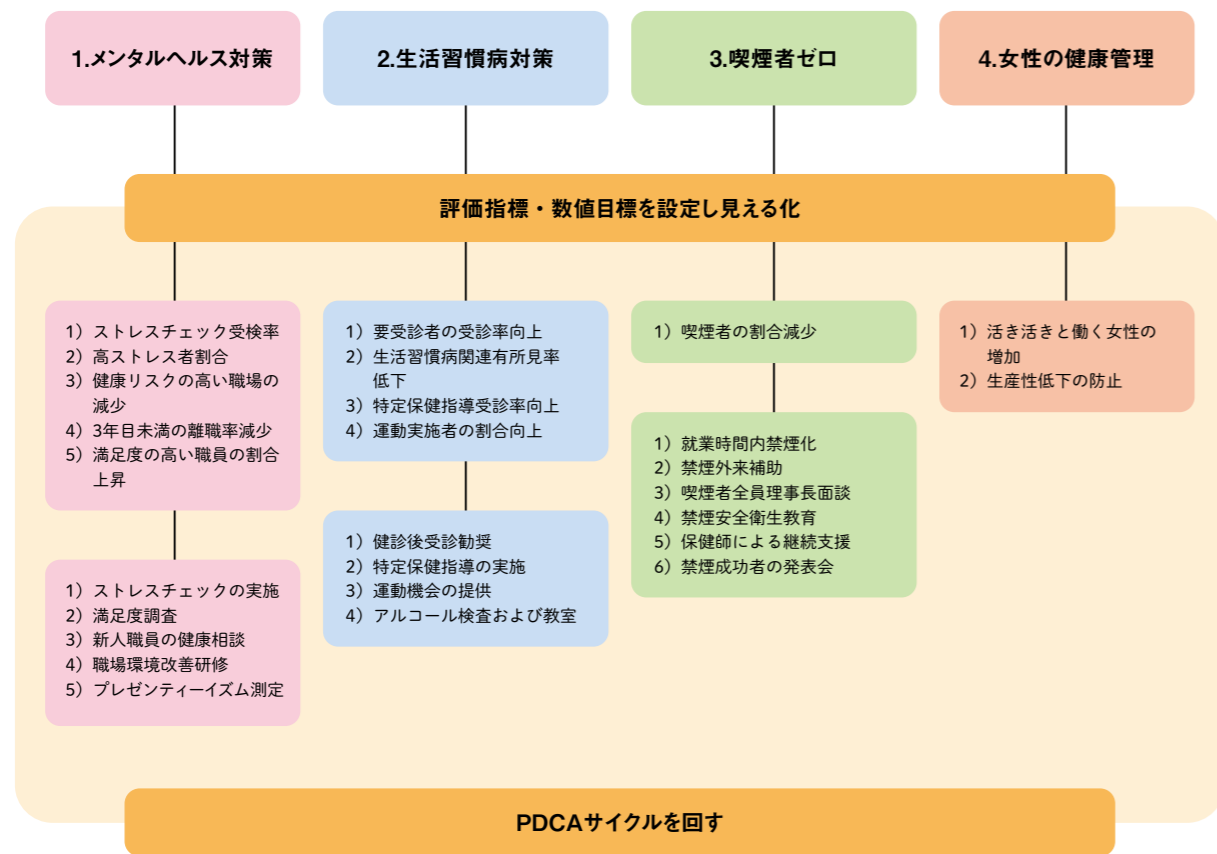 1.メンタルヘルス対策
2.生活習慣病対策
3.喫煙者ゼロ
4.女性の健康管理
評価指標・数値目標を設定し見える化
1）ストレスチェック受検率
2）高ストレス者割合
3）健康リスクの高い職場の
減少
4）3年目未満の離職率減少
5）満足度の高い職員の割合
上昇
1）ストレスチェックの実施
2）満足度調査
3）新人職員の健康相談
4）職場環境改善研修
5）プレゼンティーイズム測定
1）要受診者の受診率向上
2）生活習慣病関連有所見率
低下
3）特定保健指導受診率向上
4）運動実施者の割合向上
1）健診後受診勧奨
2）特定保健指導の実施
3）運動機会の提供
4）アルコール検査および教室
1）喫煙者の割合減少
1）就業時間内禁煙化
2）禁煙外来補助
3）喫煙者全員理事長面談
4）禁煙安全衛生教育
5）保健師による継続支援
6）禁煙成功者の発表会
1）活き活きと働く女性の
増加
2）生産性低下の防止
PDCAサイクルを回す